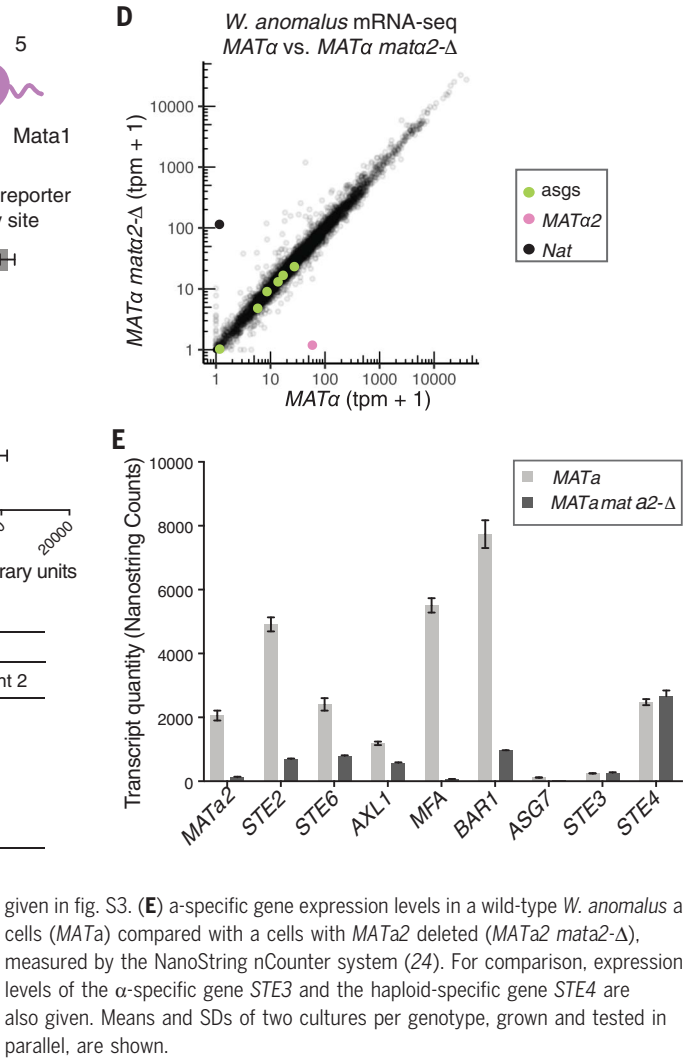 5
Mata1
reporter
site
20000
rary units
nt 2
D
W. anomalus mRNA-seq
MATα vs. MATα matα2-Δ
MATα matα2-Δ (tpm + 1)
10000
1000
100
10
1
1 10 100 1000 10000
MATα (tpm + 1)
asgs
MATα2
Nat
E
Transcript quantity (Nanostring Counts)
10000
8000
6000
4000
2000
0
MATa
MATa mat a2-Δ
MATa2 STE2 STE6 AXL1 MFA BAR1 ASG7 STE3 STE4
given in fig. S3. (E) a-specific gene expression levels in a wild-type W. anomalus a
cells (MATa) compared with a cells with MATa2 deleted (MATa2 mata2-Δ),
measured by the NanoString nCounter system (24). For comparison, expression
levels of the α-specific gene STE3 and the haploid-specific gene STE4 are
also given. Means and SDs of two cultures per genotype, grown and tested in
parallel, are shown.